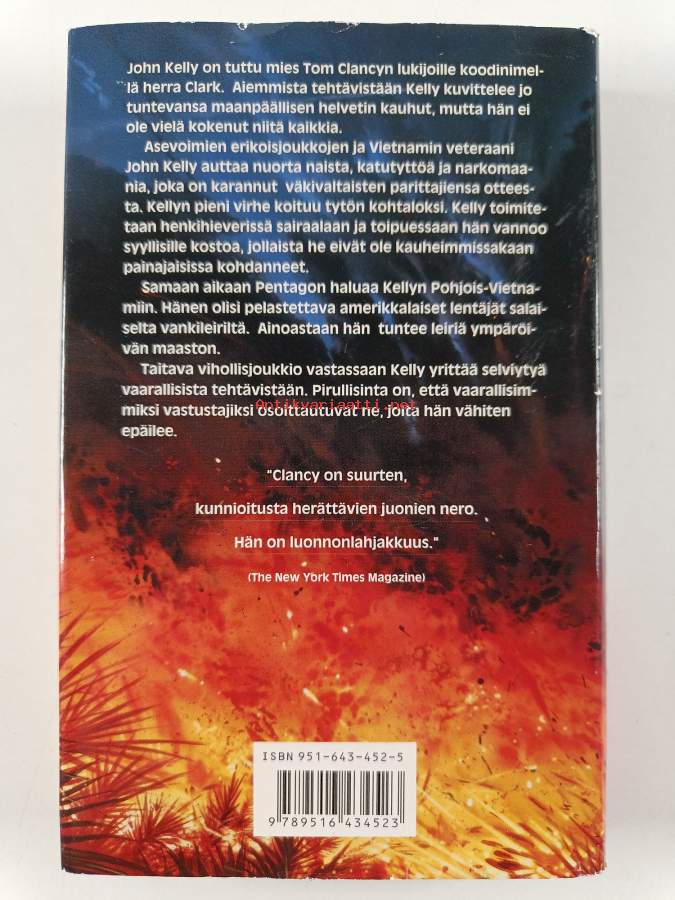 John Kelly on tuttu mies Tom Clancyn lukijoille koodinimel-
lä herra Clark. Aiemmista tehtävistään Kelly kuvittelee jo
tuntevansa maanpäällisen helvetin kauhut, mutta hän ei
ole vielä kokenut niitä kaikkia.
Asevoimien erikoisjoukkojen ja Vietnamin veteraani
John Kelly auttaa nuorta naista, katutyttöä ja narkomaa-
nia, joka on karannut väkivaltaisten parittajiensa ottees-
ta. Kellyn pieni virhe koituu tytön kohtaloksi. Kelly toimite-
taan henkihieverissä sairaalaan ja toipuessaan hän vannoo
syyllisille kostoa, jollaista he eivät ole kauheimmissakaan
painajaisissa kohdanneet.
Samaan aikaan Pentagon haluaa Kellyn Pohjois-Vietna-
miin. Hänen olisi pelastettava amerikkalaiset lentäjät salai-
selta vankileiriltä. Ainoastaan hän tuntee leiriä ympäröi-
vän maaston.
Taitava vihollisjoukkio vastassaan Kelly yrittää selviytyä
vaarallisista tehtävistään. Pirullisinta on, että vaarallisim-
miksi vastustajiksi osoittautuvat ne, joita hän vähiten
Antikvariaatti.net
epäilee.
"Clancy on suurten,
kunnioitusta herättävien juonien nero.
Hän on luonnonlahjakkuus."
(The New York Times Magazine)
ISBN 951-643-452-5
9 789516 434523